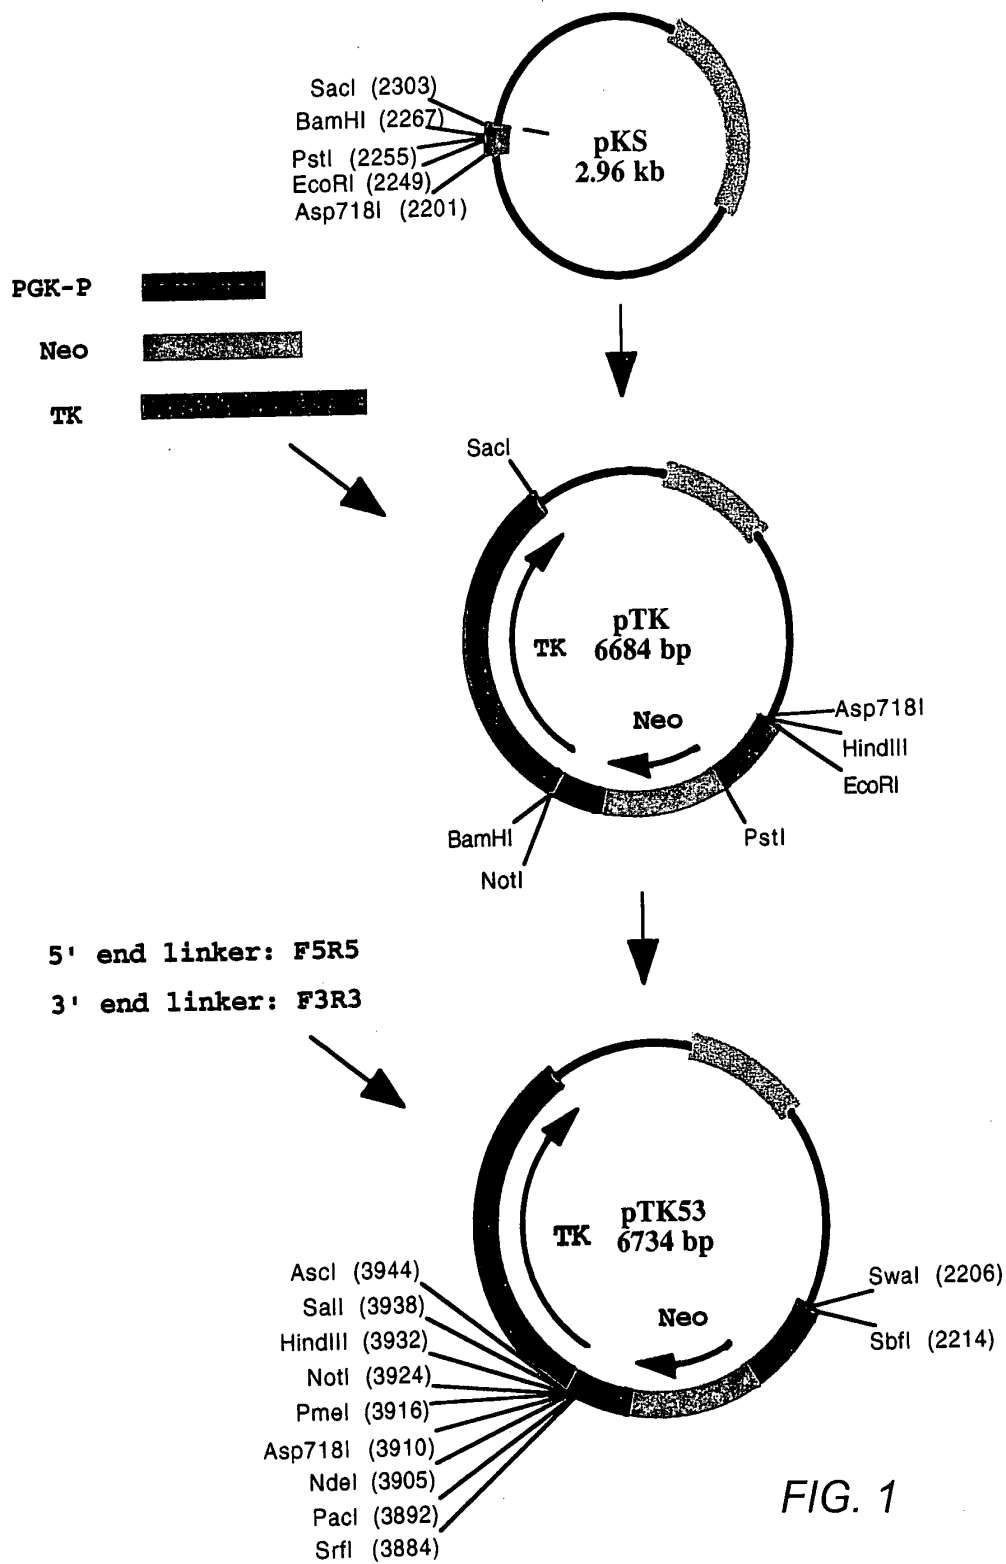 SacI (2303)
BamHI (2267)
PstI (2255)
EcoRI (2249)
Asp718I (2201)
pKS
2.96 kb
PGK-P
Neo
TK
SacI
pTK
6684 bp
TK
Neo
Asp718I
HindIII
EcoRI
PstI
BamHI
NotI
5' end linker: F5R5
3' end linker: F3R3
pTK53
6734 bp
TK
Neo
SwaI (2206)
SbfI (2214)
AscI (3944)
SalI (3938)
HindIII (3932)
NotI (3924)
PmeI (3916)
Asp718I (3910)
NdeI (3905)
PacI (3892)
SrfI (3884)
FIG. 1